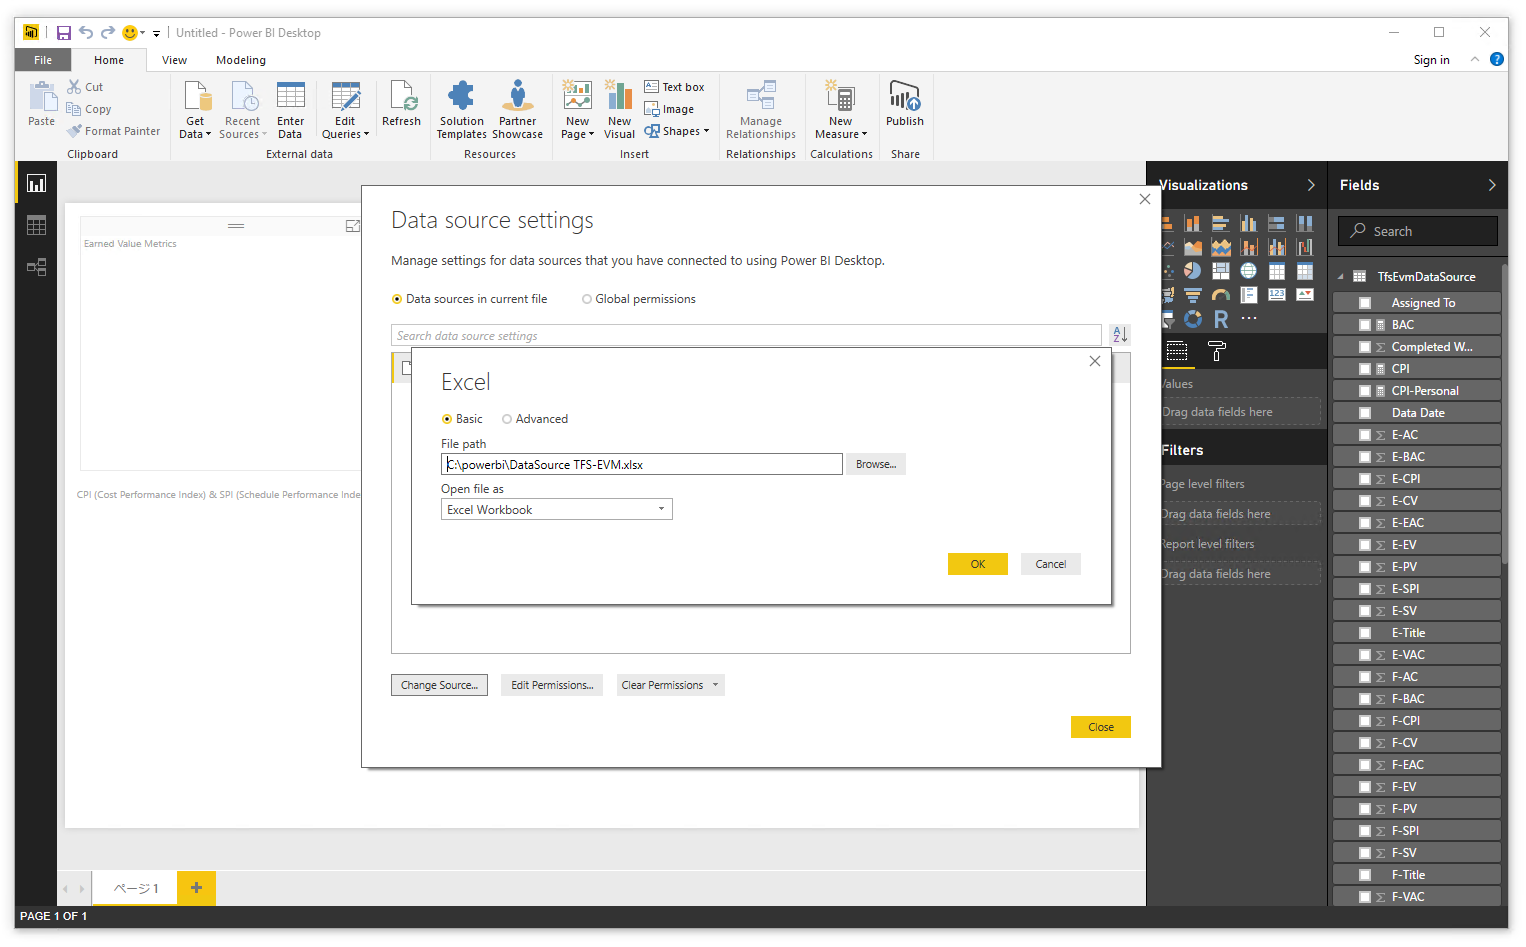 Untitled - Power BI Desktop
File Home View Modeling Sign in
Paste
Cut
Copy
Format Painter
Clipboard
Get Data
Recent Sources
Enter Data
Edit Queries
External data
Refresh
Solution Templates
Partner Showcase
Resources
New Page
New Visual
Text box
Image
Shapes
Insert
Manage Relationships
Relationships
New Measure
Calculations
Publish
Share
Earned Value Metrics
CPI (Cost Performance Index) & SPI (Schedule Performance Inde
Data source settings
Manage settings for data sources that you have connected to using Power BI Desktop.
Data sources in current file Global permissions
Search data source settings
Excel
Basic Advanced
File path
C:\powerbi\DataSource TFS-EVM.xlsx
Browse...
Open file as
Excel Workbook
OK Cancel
Change Source... Edit Permissions... Clear Permissions
Close
Visualizations
Values
Drag data fields here
Filters
Page level filters
Drag data fields here
Report level filters
Drag data fields here
Fields
Search
TfsEvmDataSource
Assigned To
BAC
Completed W...
CPI
CPI-Personal
Data Date
E-AC
E-BAC
E-CPI
E-CV
E-EAC
E-EV
E-PV
E-SPI
E-SV
E-Title
E-VAC
F-AC
F-BAC
F-CPI
F-CV
F-EAC
F-EV
F-PV
F-SPI
F-SV
F-Title
F-VAC
ページ 1
PAGE 1 OF 1